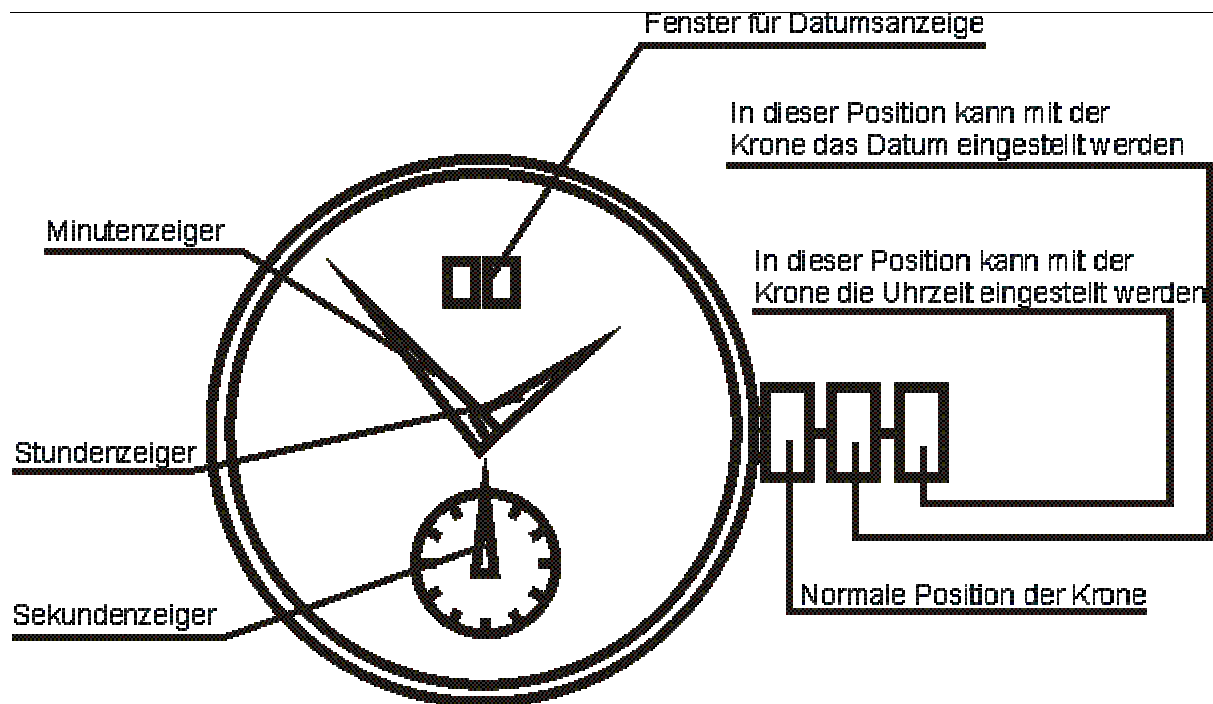 Fenster für Datumsanzeige
In dieser Position kann mit der
Krone das Datum eingestellt werden
Minutenzeiger
In dieser Position kann mit der
Krone die Uhrzeit eingestellt werden
Stundenzeiger
Normale Position der Krone
Sekundenzeiger